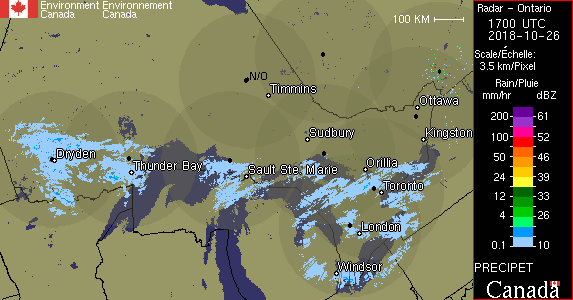 Environment Environnement
Canada Canada
100 KM
Radar - Ontario
1700 UTC
2018-10-26
Scale/Échelle:
3.5 km/Pixel
Rain/Pluie
mm/hr dBZ
200 61
100 52
50 46
24 39
12 33
4 26
0.1 10
PRECIPET
Canada
N/O
Timmins
Ottawa
Sudbury
Kingston
Dryden
Thunder Bay
Sault Ste. Marie
Orillia
Toronto
London
Windsor